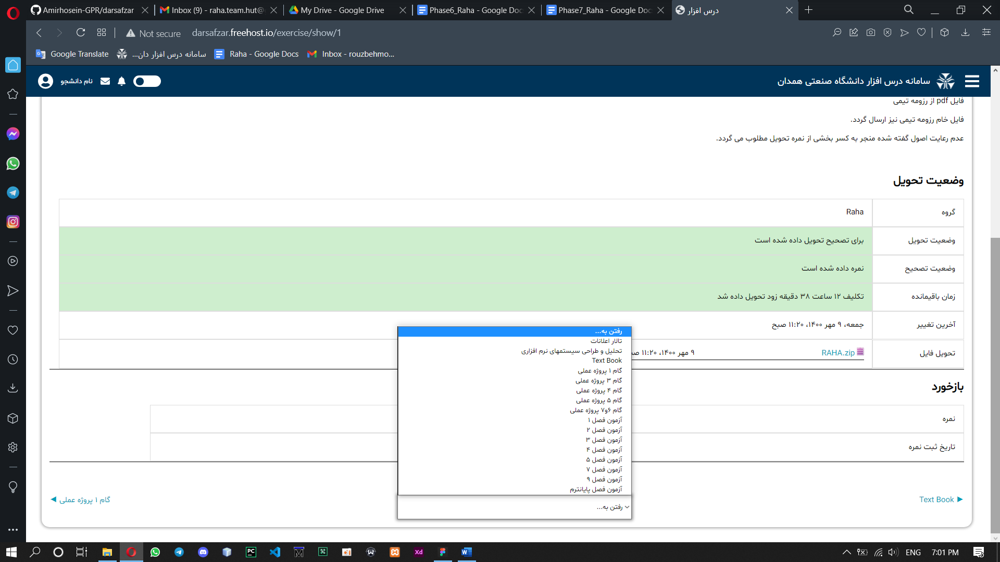 Amirhosein-GPR/darsafzar
Inbox (9) - raha.team.hut@
My Drive - Google Drive
Phase6_Raha - Google Doc
Phase7_Raha - Google Doc
درس افزار
Not secure
darsafzar.freehost.io/exercise/show/1
Google Translate
سامانه درس افزار دان...
Raha - Google Docs
Inbox - rouzbehmo...
سامانه درس افزار دانشگاه صنعتی همدان
نام دانشجو
فایل pdf از رزومه تیمی
فایل خام رزومه تیمی نیز ارسال گردد.
عدم رعایت اصول گفته شده منجر به کسر بخشی از نمره تحویل مطلوب می گردد.
وضعیت تحویل
گروه
Raha
وضعیت تحویل
برای تصحیح تحویل داده شده است
وضعیت تصحیح
نمره داده شده است
زمان باقیمانده
تکلیف ۱۲ ساعت ۳۸ دقیقه زود تحویل داده شد
آخرین تغییر
جمعه، ۹ مهر ۱۴۰۰، ۱۱:۲۰ صبح
تحویل فایل
RAHA.zip
۹ مهر ۱۴۰۰، ۱۱:۲۰
رفتن به...
تالار اعلانات
تحلیل و طراحی سیستمهای نرم افزاری
Text Book
گام ۱ پروژه عملی
گام ۳ پروژه عملی
گام ۴ پروژه عملی
گام ۵ پروژه عملی
گام ۶و۷ پروژه عملی
آزمون فصل ۱
آزمون فصل ۲
آزمون فصل ۳
آزمون فصل ۴
آزمون فصل ۵
آزمون فصل ۷
آزمون فصل ۹
آزمون فصل پایانترم
رفتن به...
بازخورد
نمره
تاریخ ثبت نمره
Text Book
گام ۱ پروژه عملی
ENG
7:01 PM